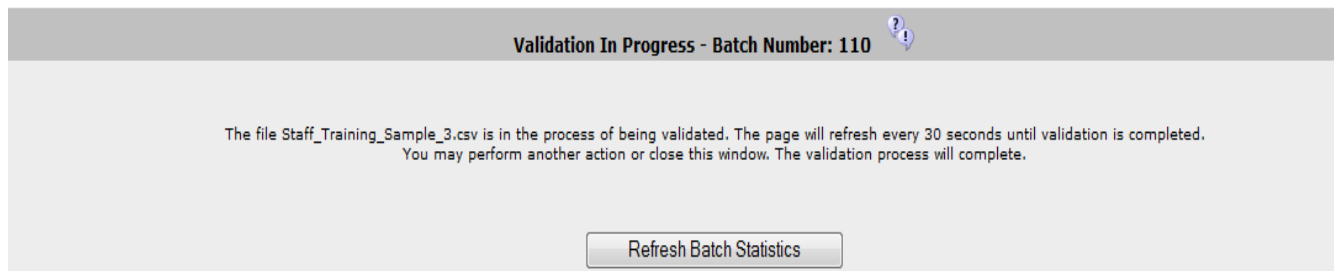 Validation In Progress - Batch Number: 110
The file Staff_Training_Sample_3.csv is in the process of being validated. The page will refresh every 30 seconds until validation is completed.
You may perform another action or close this window. The validation process will complete.
Refresh Batch Statistics